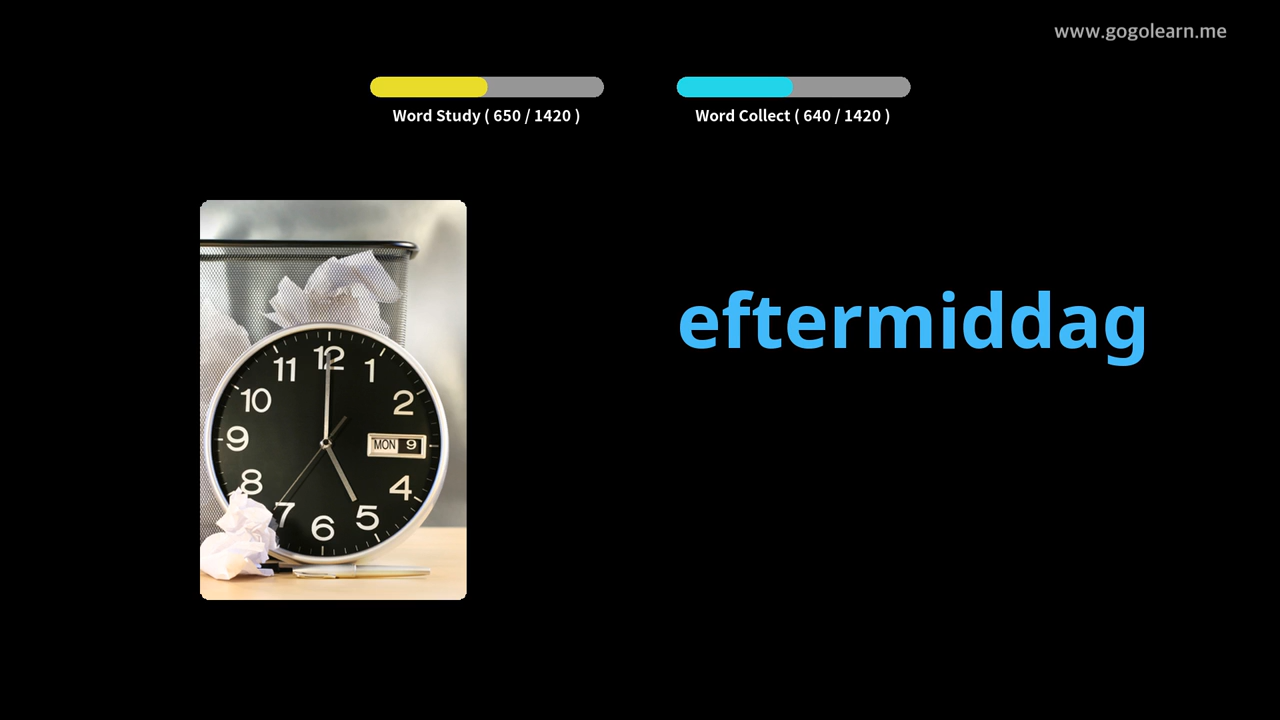 www.gogolearn.me
Word Study ( 650 / 1420 )
Word Collect ( 640 / 1420 )
eftermiddag
12
11
1
10
2
9
MON 9
8
4
7
5
6